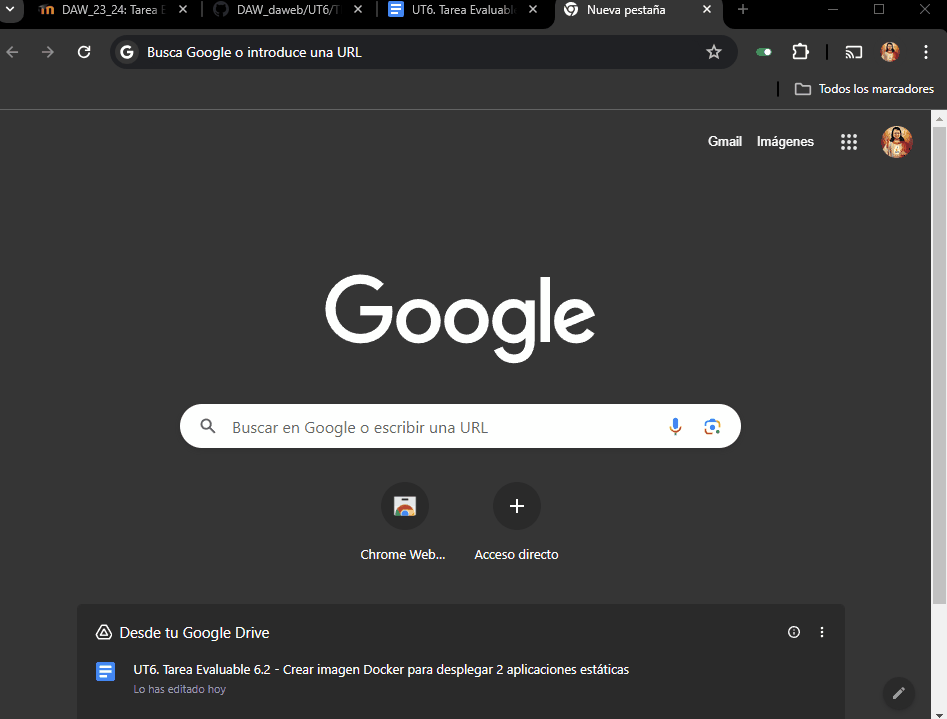 DAW_23_24: Tarea E
DAW_daweb/UT6/T
UT6. Tarea Evaluabl
Nueva pestaña
Busca Google o introduce una URL
Todos los marcadores
Gmail
Imágenes
Google
Buscar en Google o escribir una URL
Chrome Web...
Acceso directo
Desde tu Google Drive
UT6. Tarea Evaluable 6.2 - Crear imagen Docker para desplegar 2 aplicaciones estáticas
Lo has editado hoy